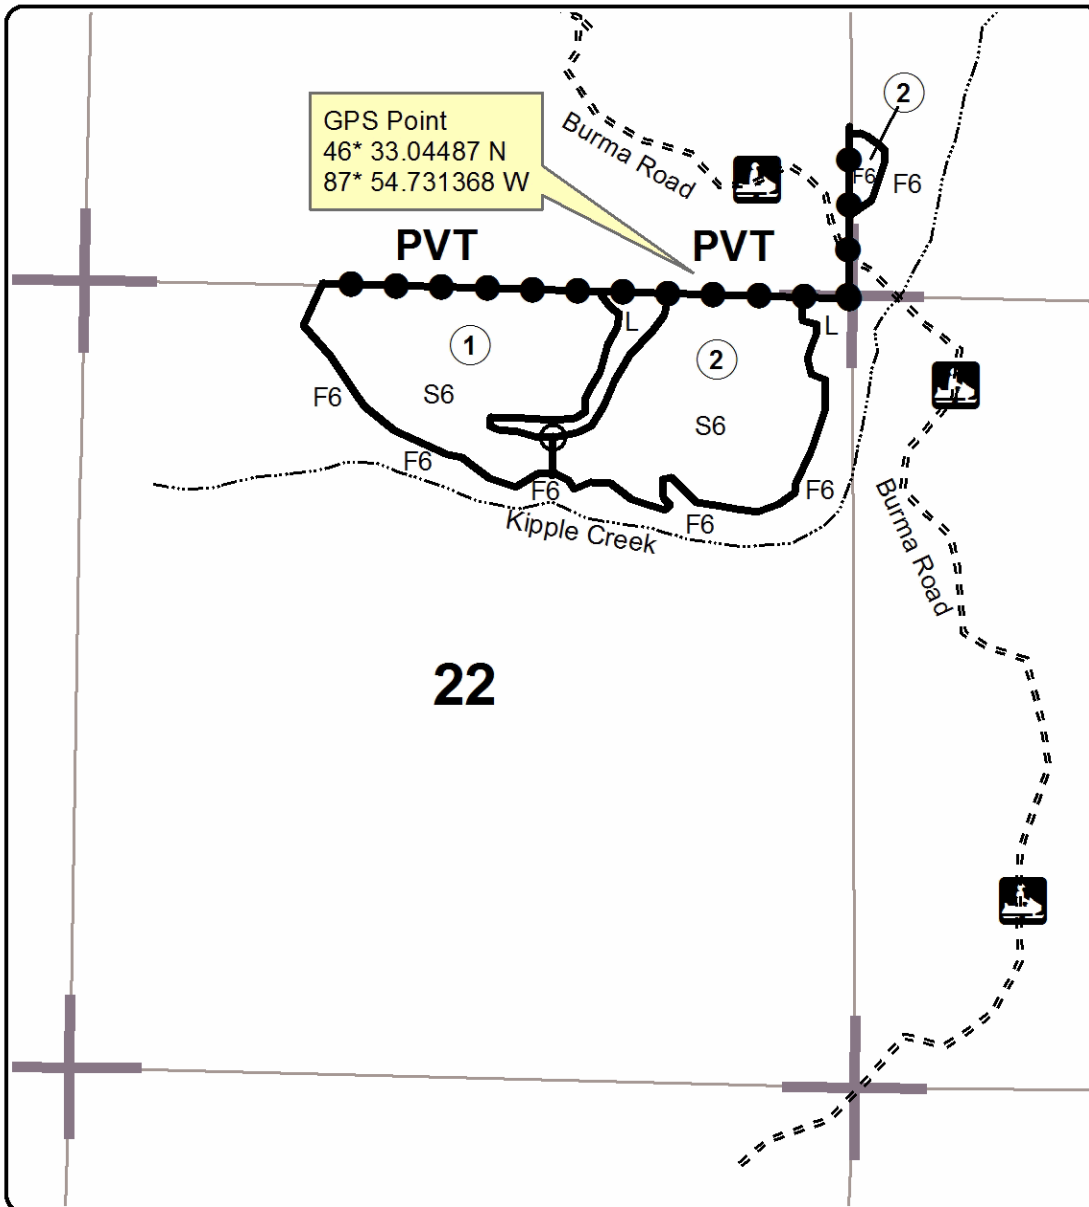 2
GPS Point
46* 33.04487 N
87* 54.731368 W
Burma Road
F6
F6
PVT
PVT
L
L
1
2
S6
F6
S6
F6
F6
F6
F6
Kipple Creek
Burma Road
22